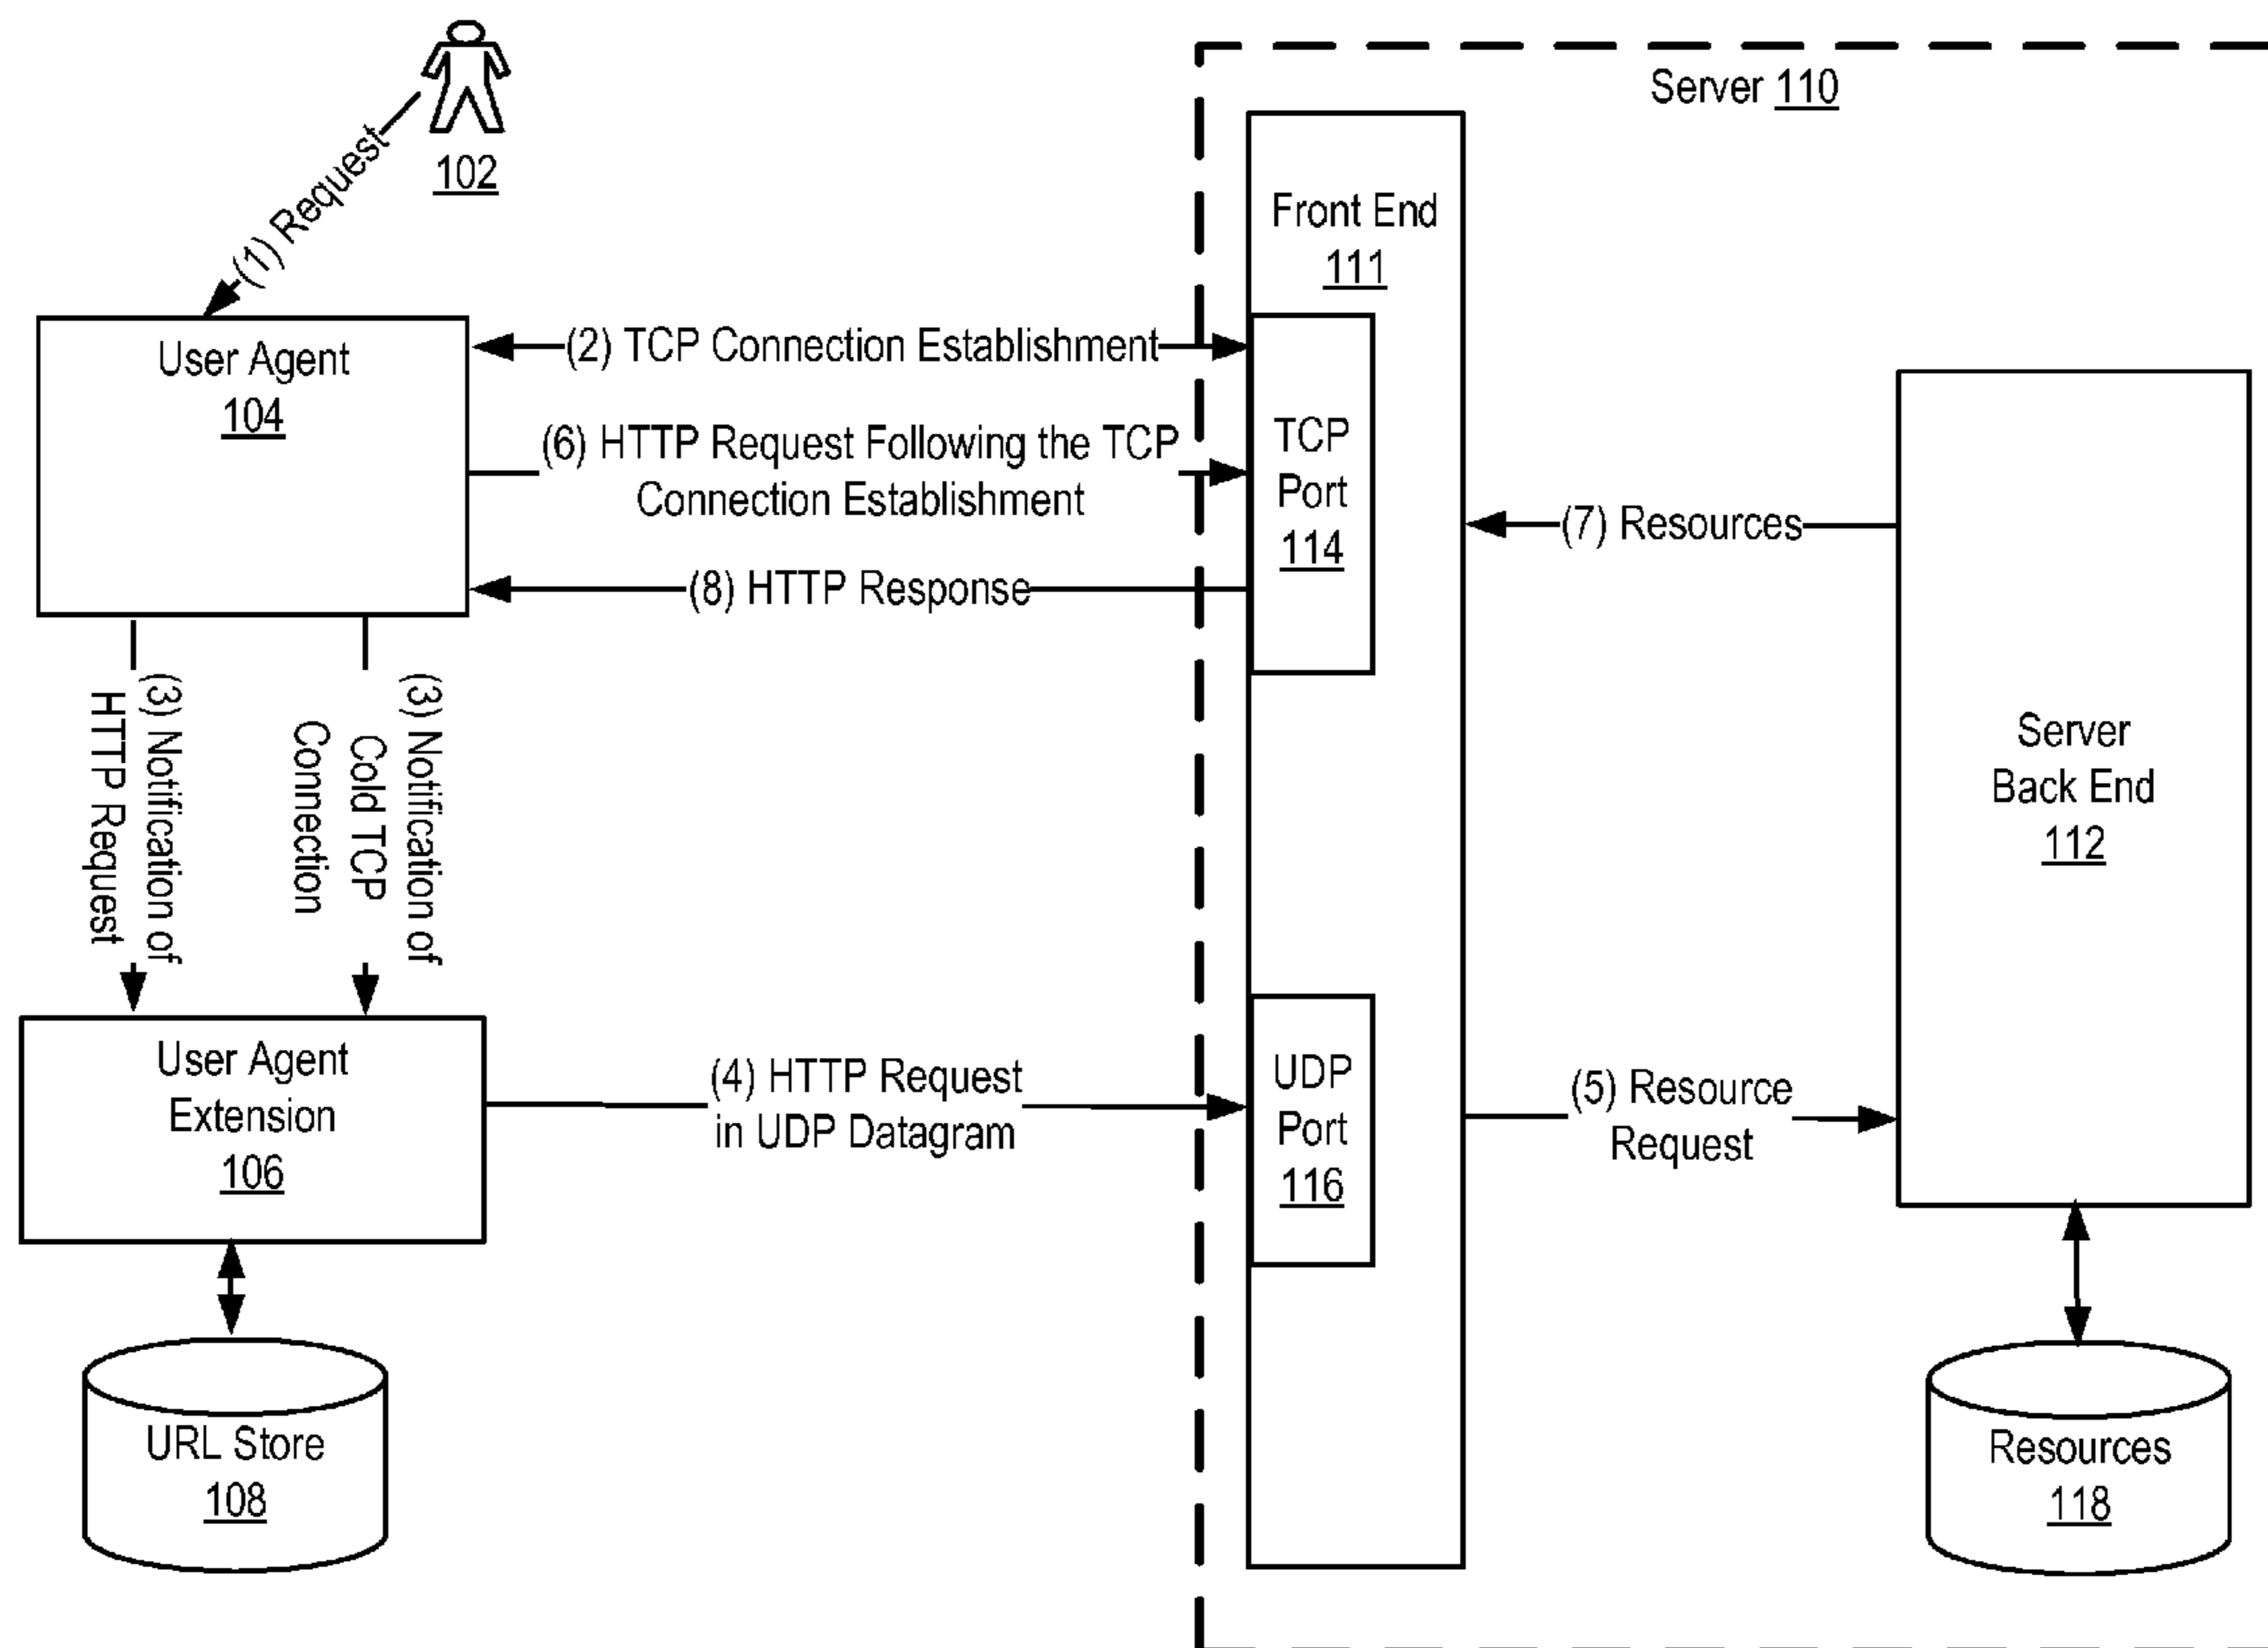 Server 110
102
(1) Request
Front End
111
User Agent
104
(2) TCP Connection Establishment
(6) HTTP Request Following the TCP
Connection Establishment
TCP
Port
114
(7) Resources
(8) HTTP Response
(3) Notification of
HTTP Request
(3) Notification of
Cold TCP
Connection
Server
Back End
112
User Agent
Extension
106
(4) HTTP Request
in UDP Datagram
UDP
Port
116
(5) Resource
Request
URL Store
108
Resources
118